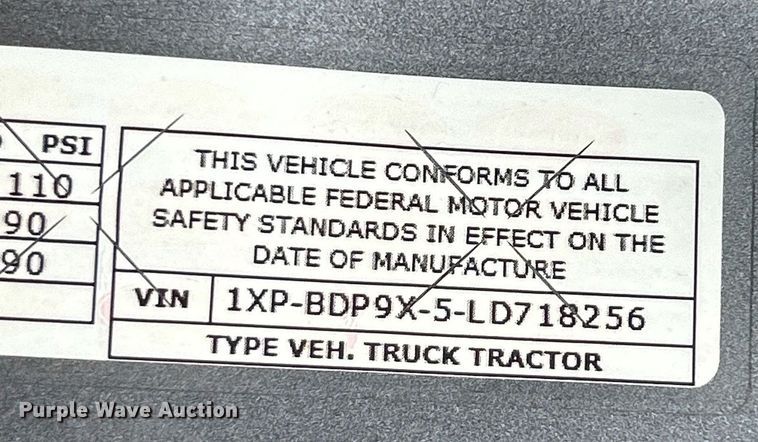 PSI
110
90
90
THIS VEHICLE CONFORMS TO ALL
APPLICABLE FEDERAL MOTOR VEHICLE
SAFETY STANDARDS IN EFFECT ON THE
DATE OF MANUFACTURE
VIN 1XP-BDP9X-5-LD718256
TYPE VEH. TRUCK TRACTOR
Purple Wave Auction